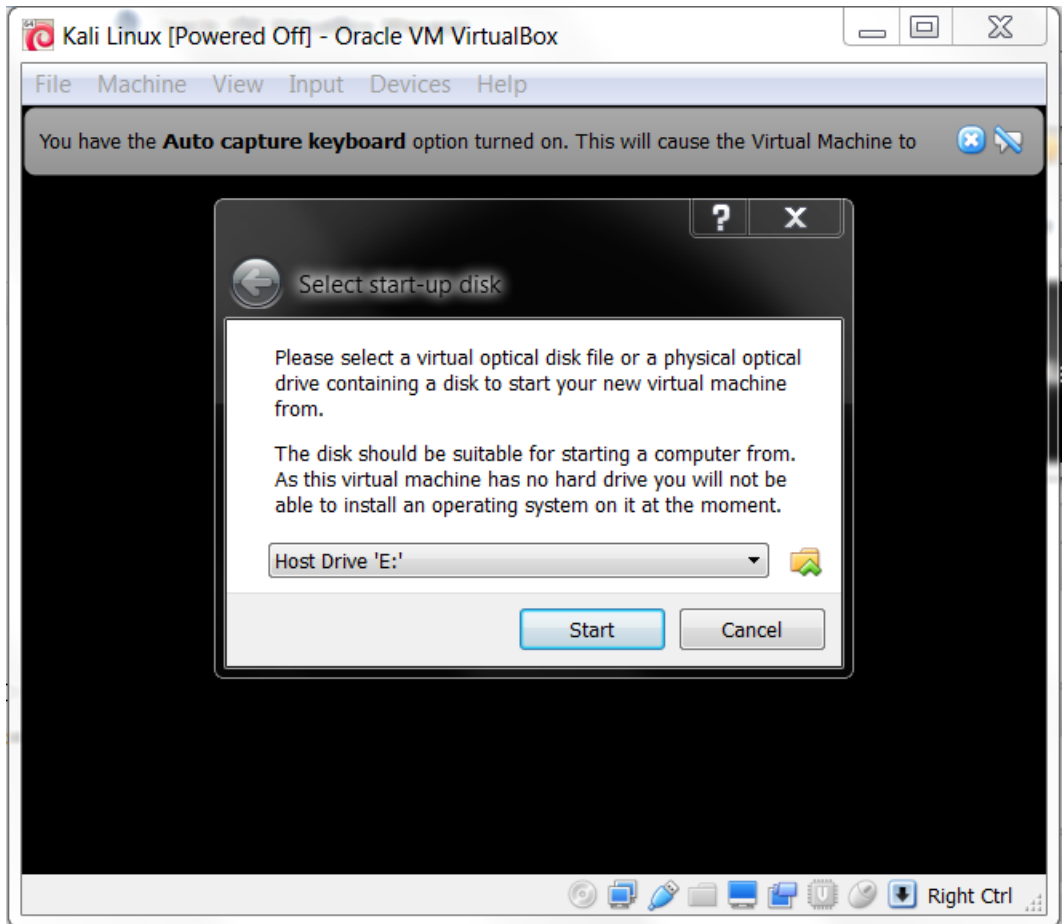 Kali Linux [Powered Off] - Oracle VM VirtualBox
File Machine View Input Devices Help
You have the Auto capture keyboard option turned on. This will cause the Virtual Machine to
Select start-up disk
Please select a virtual optical disk file or a physical optical
drive containing a disk to start your new virtual machine
from.
The disk should be suitable for starting a computer from.
As this virtual machine has no hard drive you will not be
able to install an operating system on it at the moment.
Host Drive 'E:'
Start Cancel
Right Ctrl